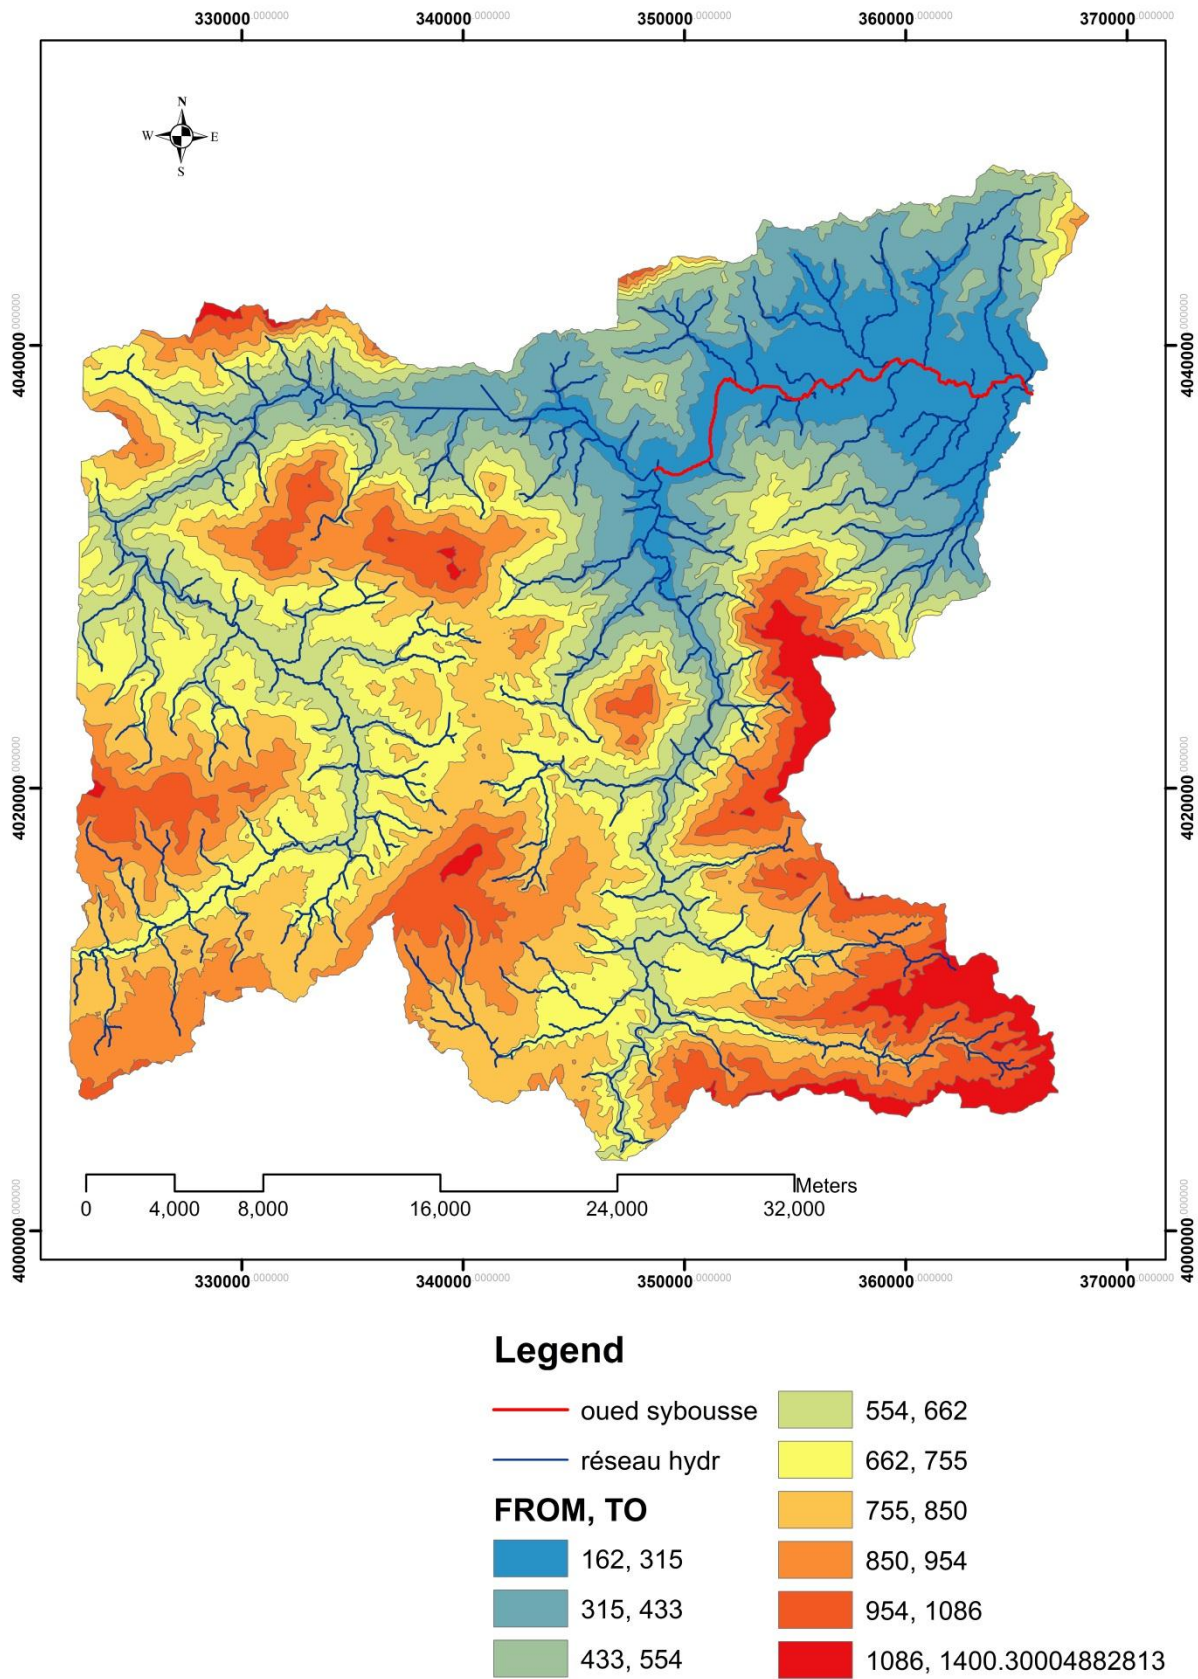 330000.000000 340000.000000 350000.000000 360000.000000 370000.000000
N
W E
S
4040000.000000 4040000.000000
4020000.000000 4020000.000000
Meters
0 4,000 8,000 16,000 24,000 32,000
4000000.000000 4000000.000000
330000.000000 340000.000000 350000.000000 360000.000000 370000.000000
Legend
oued sybousse
réseau hydr
FROM, TO
162, 315
315, 433
433, 554
554, 662
662, 755
755, 850
850, 954
954, 1086
1086, 1400.30004882813